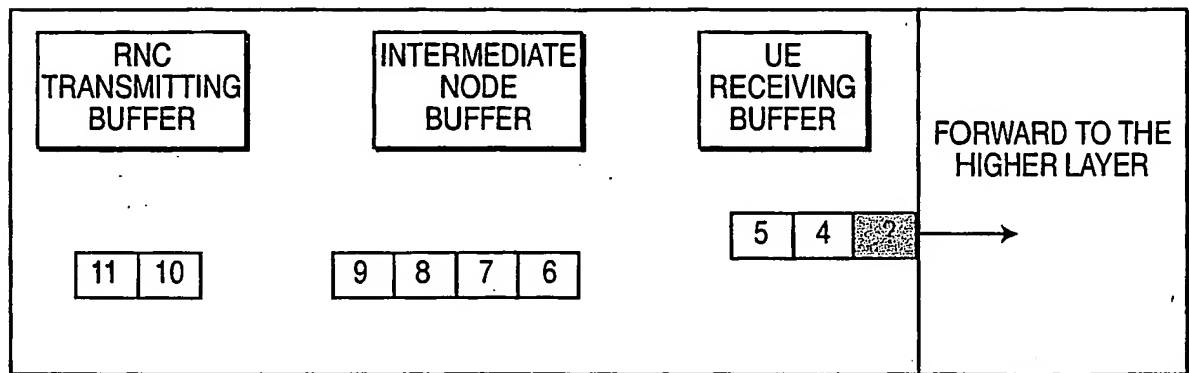 RNC
TRANSMITTING
BUFFER
INTERMEDIATE
NODE
BUFFER
UE
RECEIVING
BUFFER
FORWARD TO THE
HIGHER LAYER
5 4 2
11 10
9 8 7 6